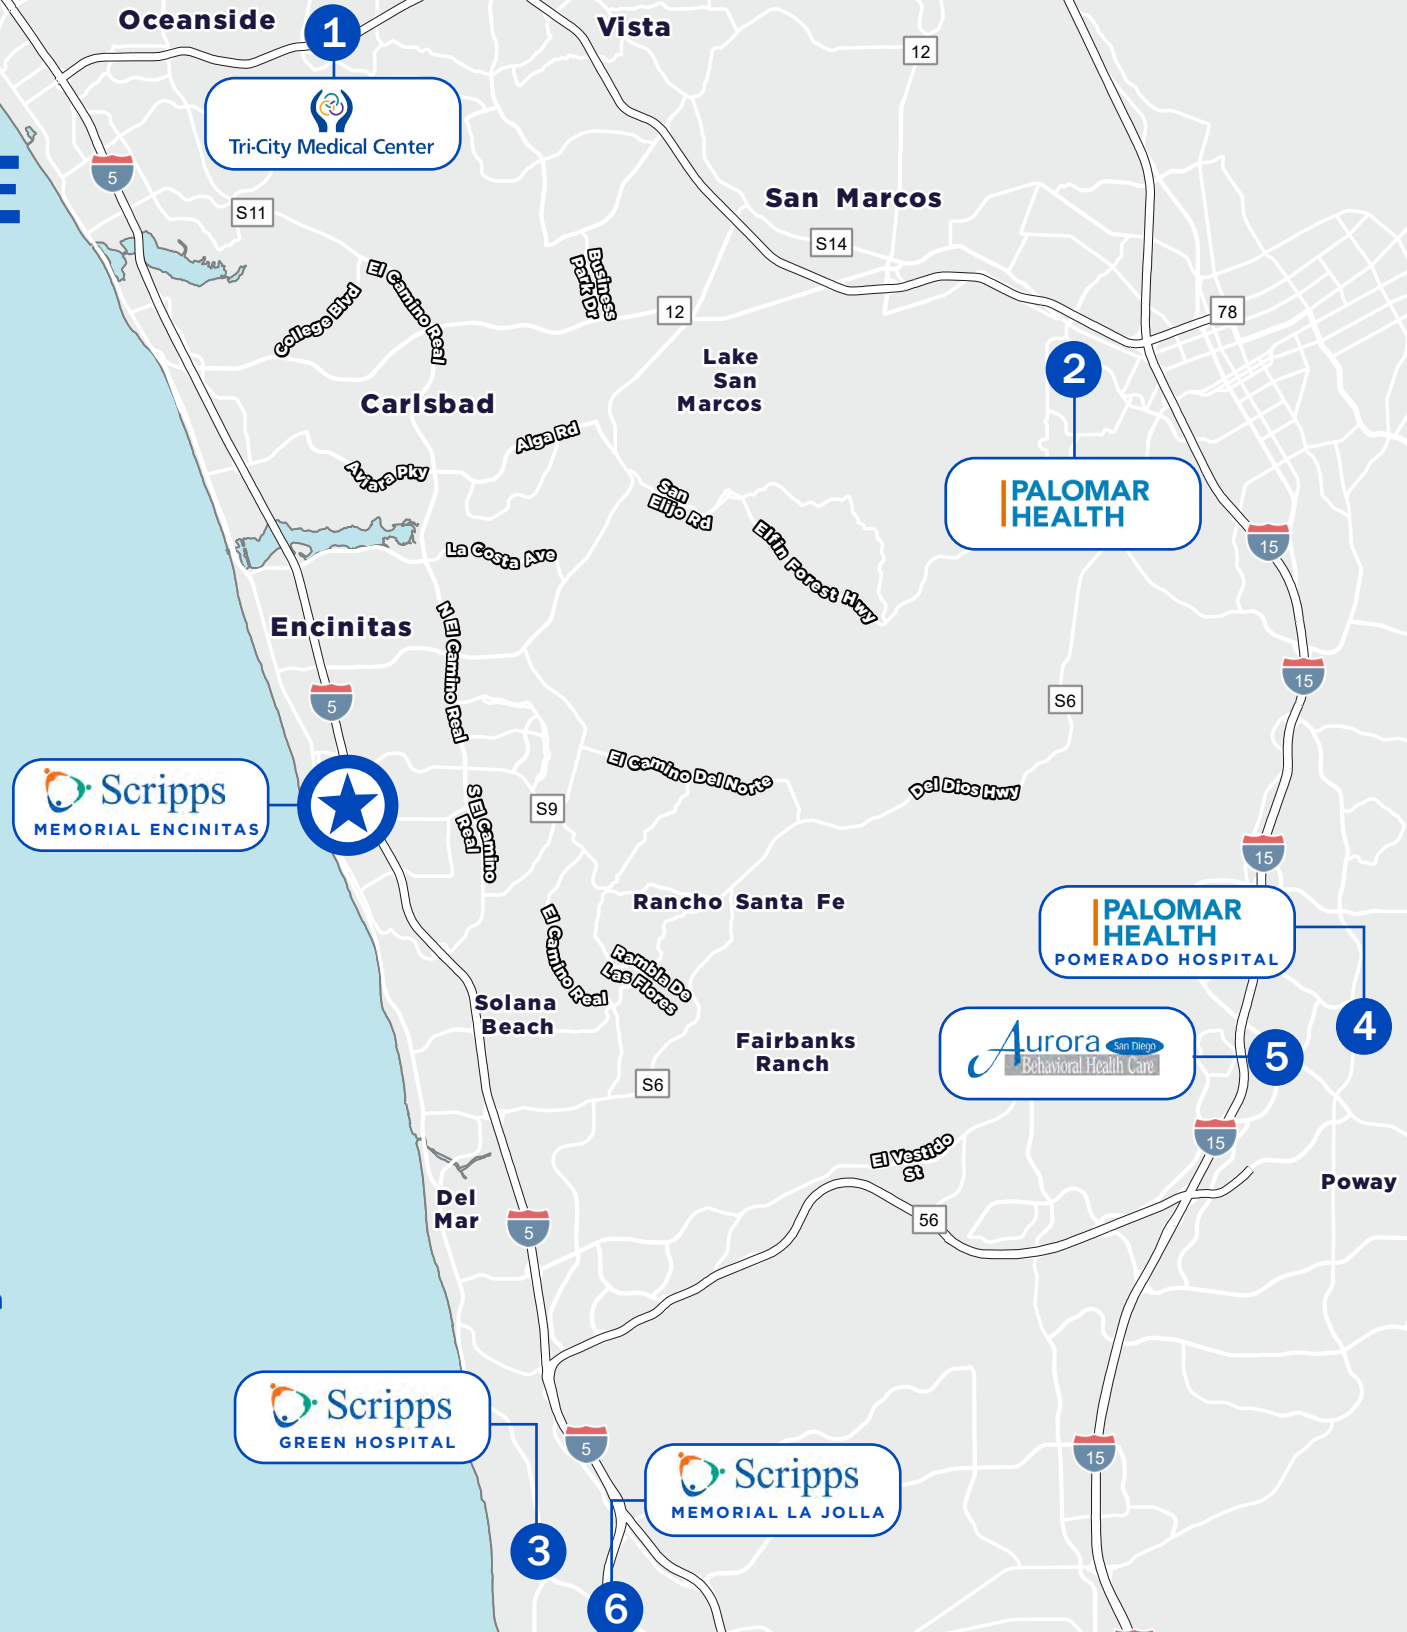 Oceanside
1
Vista
12
Tri-City Medical Center
5
S11
San Marcos
S14
El Camino Real
College Blvd
Business
Park Dr
12
78
Lake
San
Marcos
2
Carlsbad
Alga Rd
Aviara Pky
San
Elijo Rd
PALOMAR
HEALTH
Elfin Forest Hwy
15
La Costa Ave
Encinitas
N El Camino Real
15
S6
5
El Camino Del Norte
Del Dios Hwy
Scripps
MEMORIAL ENCINITAS
S El Camino
Real
S9
15
Rancho Santa Fe
PALOMAR
HEALTH
POMERADO HOSPITAL
El Camino Real
Rambla De
Las Flores
Solana
Beach
4
Fairbanks
Ranch
Aurora San Diego
Behavioral Health Care
5
S6
15
El Vestido
St
Poway
Del
Mar
5
56
Scripps
GREEN HOSPITAL
5
15
Scripps
MEMORIAL LA JOLLA
3
6